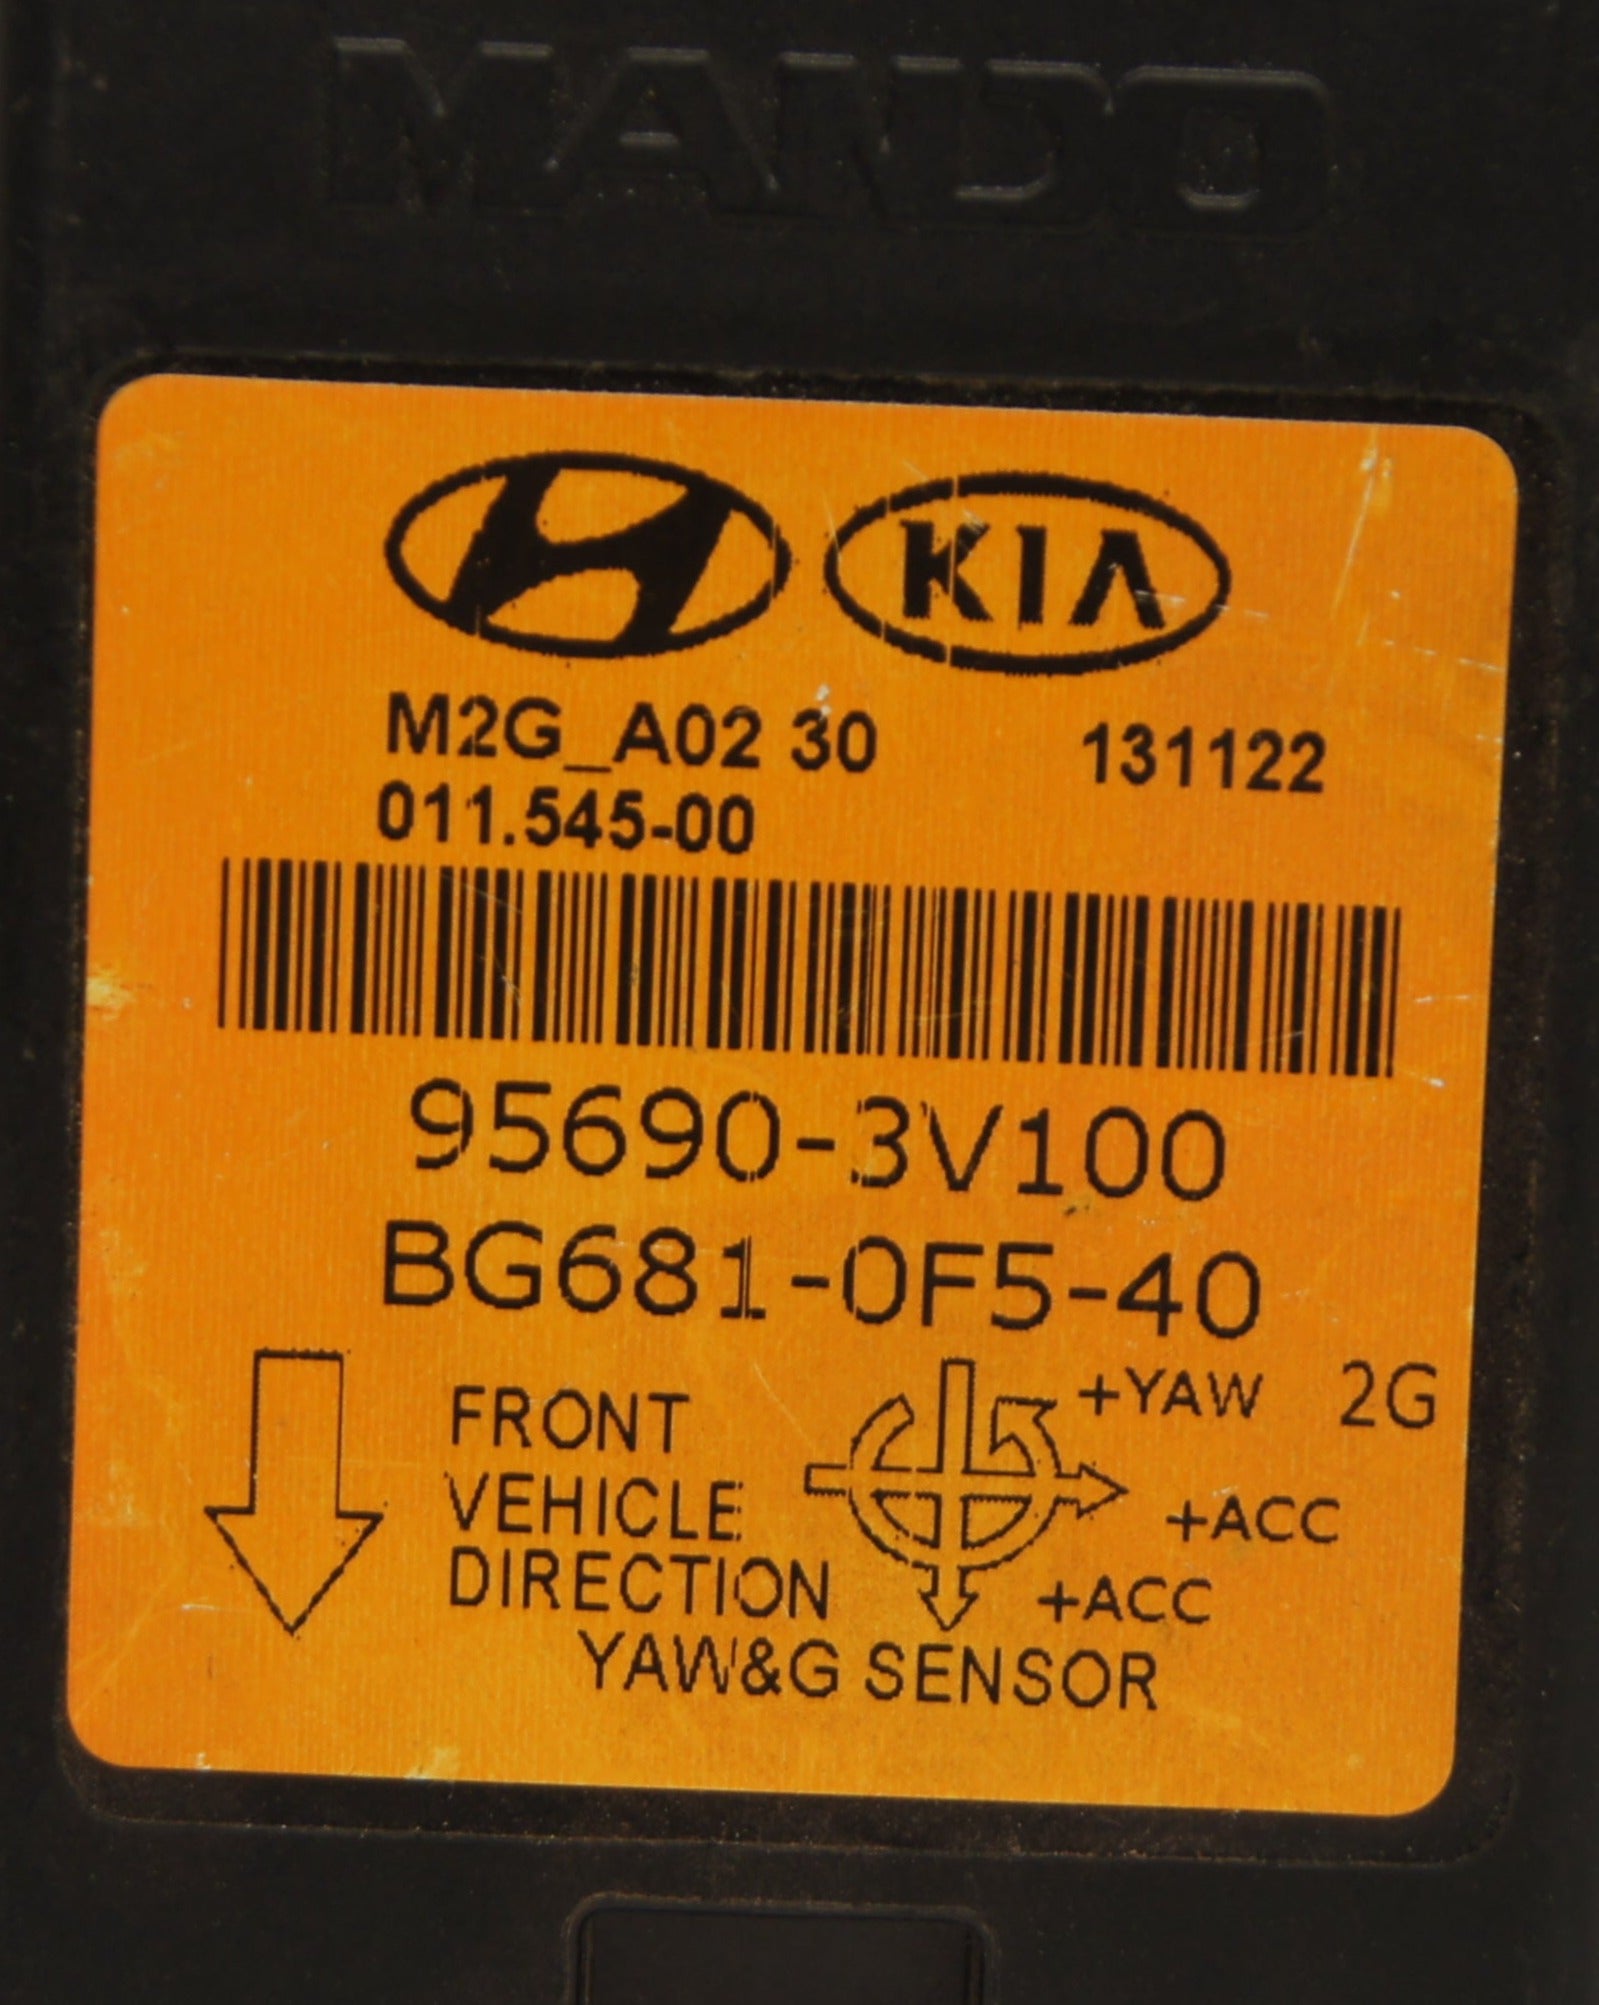 MANDO
KIA
M2G_A02 30 131122
011.545-00
95690-3V100
BG681-0F5-40
+YAW 2G
FRONT
VEHICLE
DIRECTION
+ACC
+ACC
YAW&G SENSOR